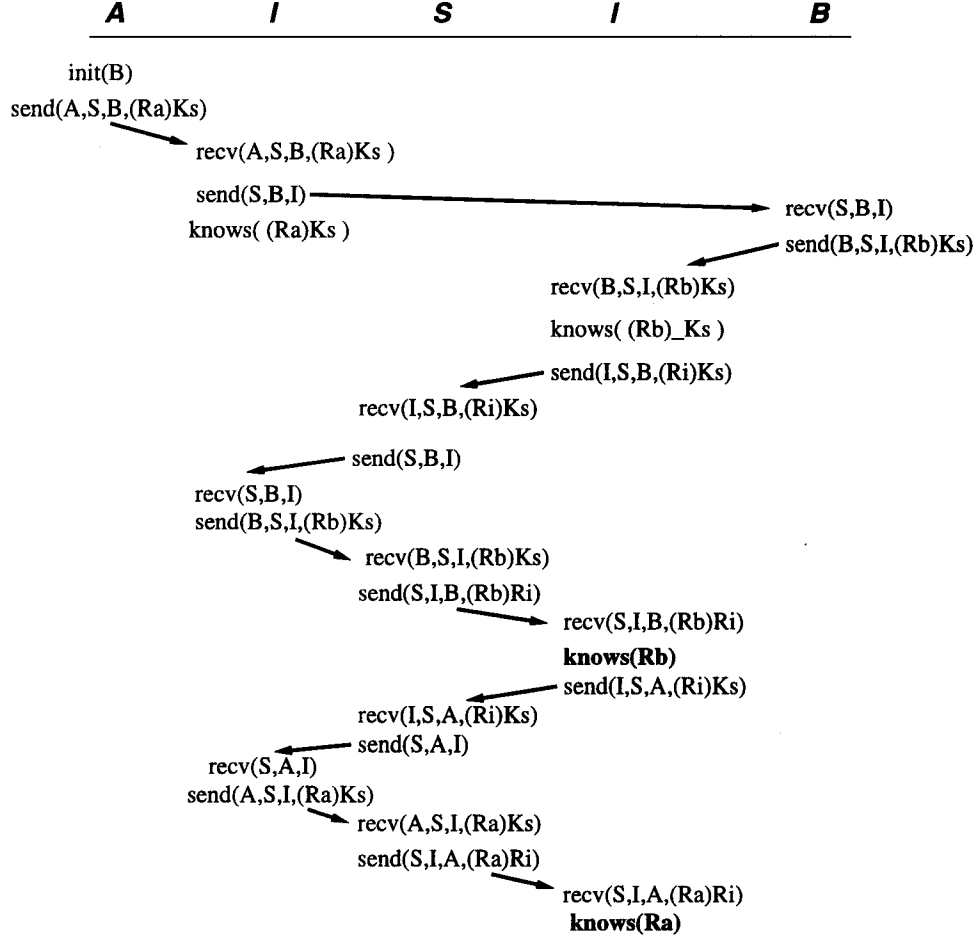 A I S I B
init(B)
send(A,S,B,(Ra)Ks)
recv(A,S,B,(Ra)Ks )
send(S,B,I)
recv(S,B,I)
knows( (Ra)Ks )
send(B,S,I,(Rb)Ks)
recv(B,S,I,(Rb)Ks)
knows( (Rb)_Ks )
send(I,S,B,(Ri)Ks)
recv(I,S,B,(Ri)Ks)
send(S,B,I)
recv(S,B,I)
send(B,S,I,(Rb)Ks)
recv(B,S,I,(Rb)Ks)
send(S,I,B,(Rb)Ri)
recv(S,I,B,(Rb)Ri)
knows(Rb)
send(I,S,A,(Ri)Ks)
recv(I,S,A,(Ri)Ks)
send(S,A,I)
recv(S,A,I)
send(A,S,I,(Ra)Ks)
recv(A,S,I,(Ra)Ks)
send(S,I,A,(Ra)Ri)
recv(S,I,A,(Ra)Ri)
knows(Ra)